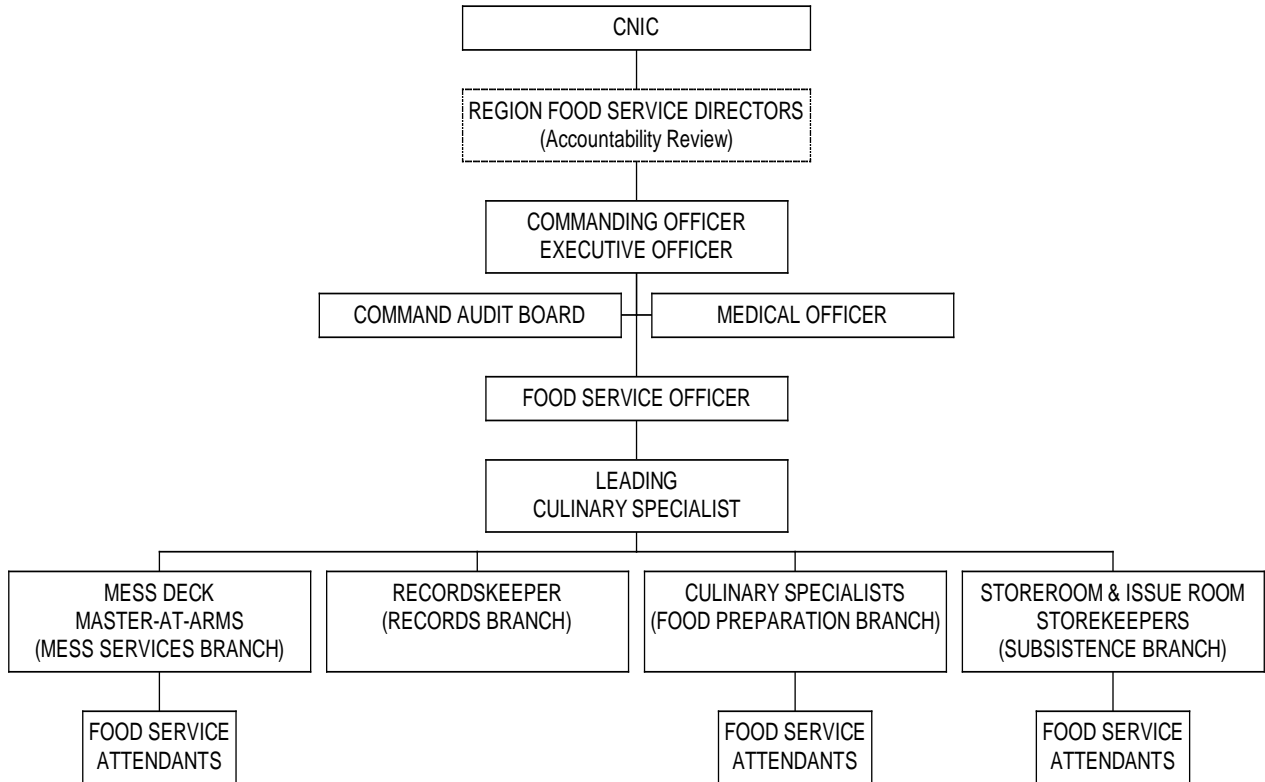 CNIC
REGION FOOD SERVICE DIRECTORS
(Accountability Review)
COMMANDING OFFICER
EXECUTIVE OFFICER
COMMAND AUDIT BOARD
MEDICAL OFFICER
FOOD SERVICE OFFICER
LEADING
CULINARY SPECIALIST
MESS DECK
MASTER-AT-ARMS
(MESS SERVICES BRANCH)
RECORDSKEEPER
(RECORDS BRANCH)
CULINARY SPECIALISTS
(FOOD PREPARATION BRANCH)
STOREROOM & ISSUE ROOM
STOREKEEPERS
(SUBSISTENCE BRANCH)
FOOD SERVICE
ATTENDANTS
FOOD SERVICE
ATTENDANTS
FOOD SERVICE
ATTENDANTS